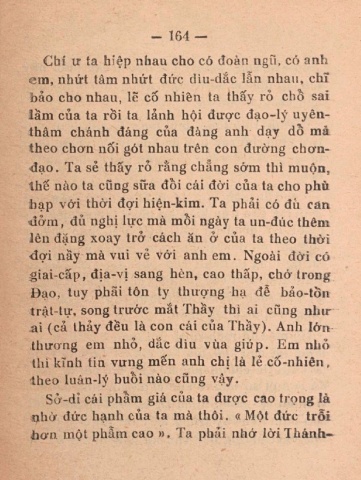 — 164 —
Chí ư ta hiệp nhau cho có đoàn ngũ, có anh
em, nhứt tâm nhứt đức dìu-dắc lẫn nhau, chỉ
bảo cho nhau, lẽ cố nhiên ta thấy rỏ chổ sai
lầm của ta rồi ta lảnh hội được đạo-lý uyên-
thâm chánh đáng của đàng anh dạy dổ mà
theo chơn nối gót nhau trên con đường chơn-
đạo. Ta sẻ thấy rỏ rằng chẳng sớm thì muộn,
thế nào ta cũng sữa đổi cái đời của ta cho phù
hạp với thời đợi hiện-kim. Ta phải có đủ can
đởm, đủ nghị lực mà mỗi ngày ta un-đúc thêm
lên đặng xoay trở cách ăn ở của ta theo thời
đợi nầy mà vui vẻ với anh em. Ngoài đời có
giai-cấp, địa-vị sang hèn, cao thấp, chớ trong
Đạo, tuy phải tôn ty thượng hạ để bảo-tồn
trật-tự, song trước mắt Thầy thì ai cũng như
ai (cả thảy đều là con cái của Thầy). Anh lớn
thương em nhỏ, dắc dìu vùa giúp. Em nhỏ
thì kỉnh tin vưng mến anh chị là lẻ cố-nhiên,
theo luân-lý buổi nào cũng vậy.
Sở-dỉ cái phẩm giá của ta được cao trọng là
nhờ đức hạnh của ta mà thôi. « Một đức trổi
hơn một phẩm cao ». Ta phải nhớ lời Thánh-